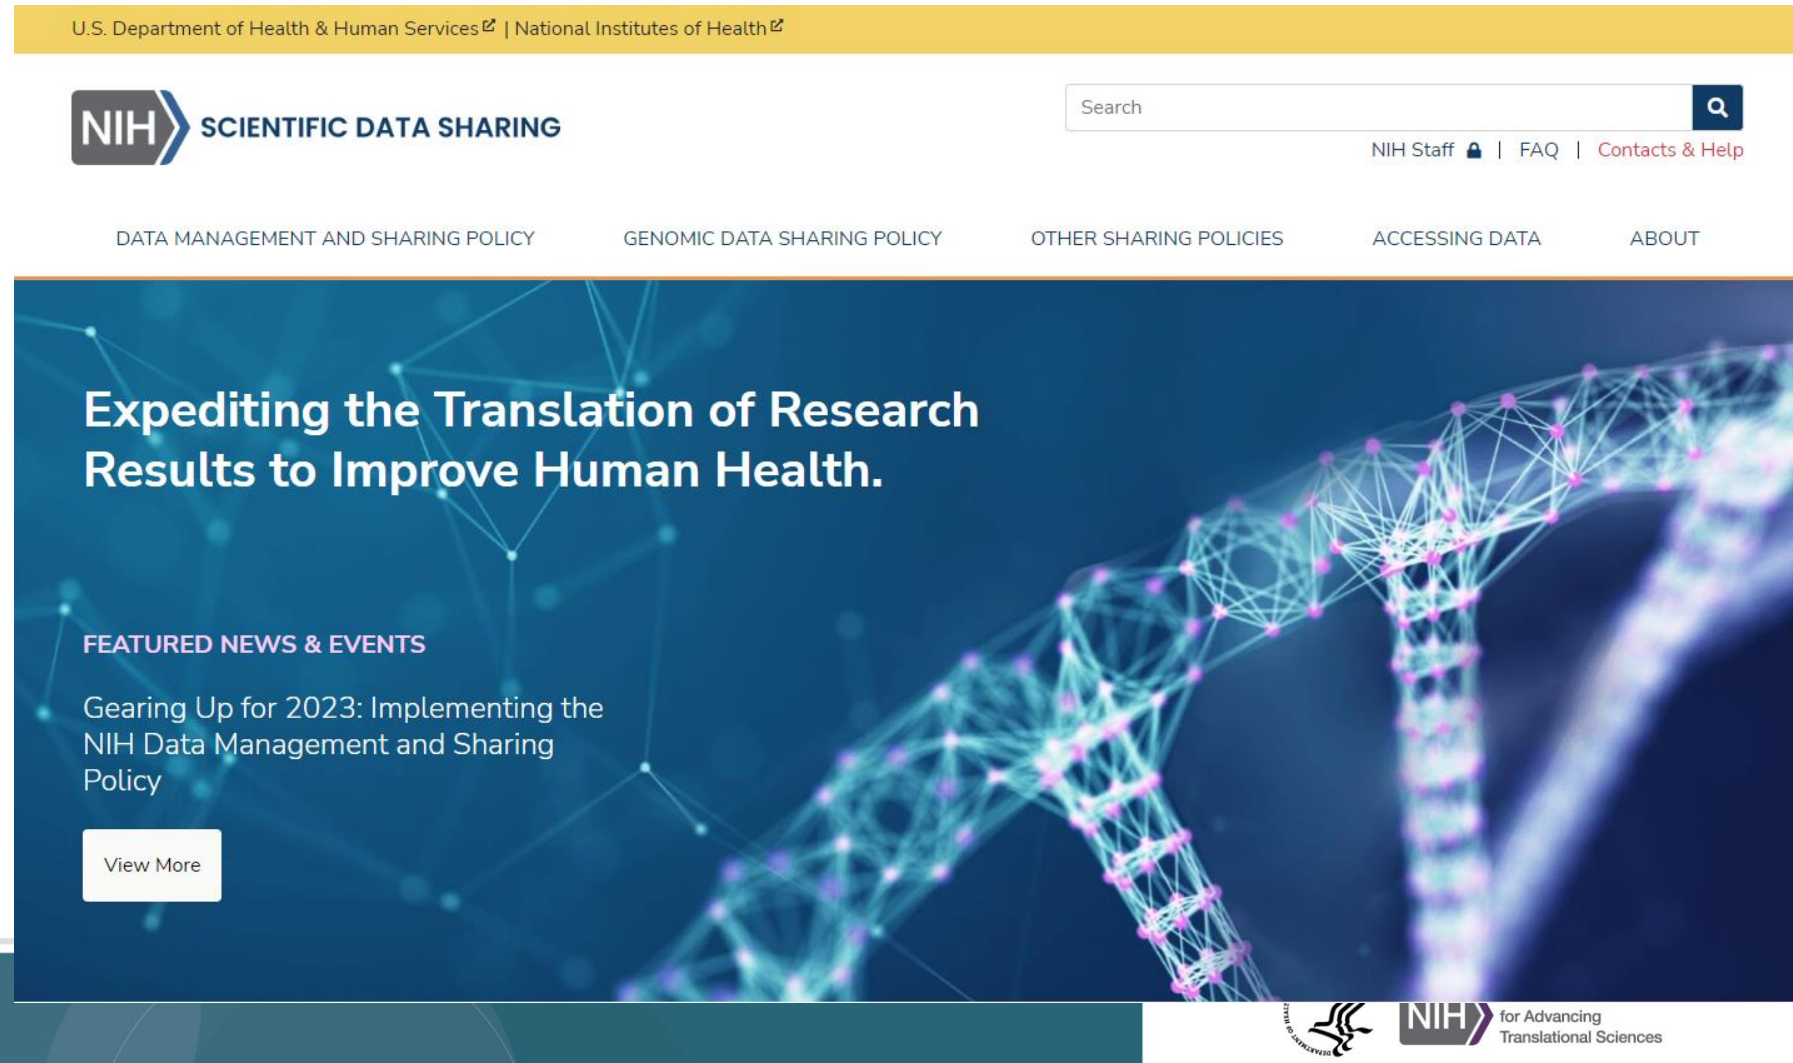 U.S. Department of Health & Human Services | National Institutes of Health
NIH SCIENTIFIC DATA SHARING
Search
NIH Staff | FAQ | Contacts & Help
DATA MANAGEMENT AND SHARING POLICY GENOMIC DATA SHARING POLICY OTHER SHARING POLICIES ACCESSING DATA ABOUT
Expediting the Translation of Research
Results to Improve Human Health.
FEATURED NEWS & EVENTS
Gearing Up for 2023: Implementing the
NIH Data Management and Sharing
Policy
View More
NIH for Advancing
Translational Sciences